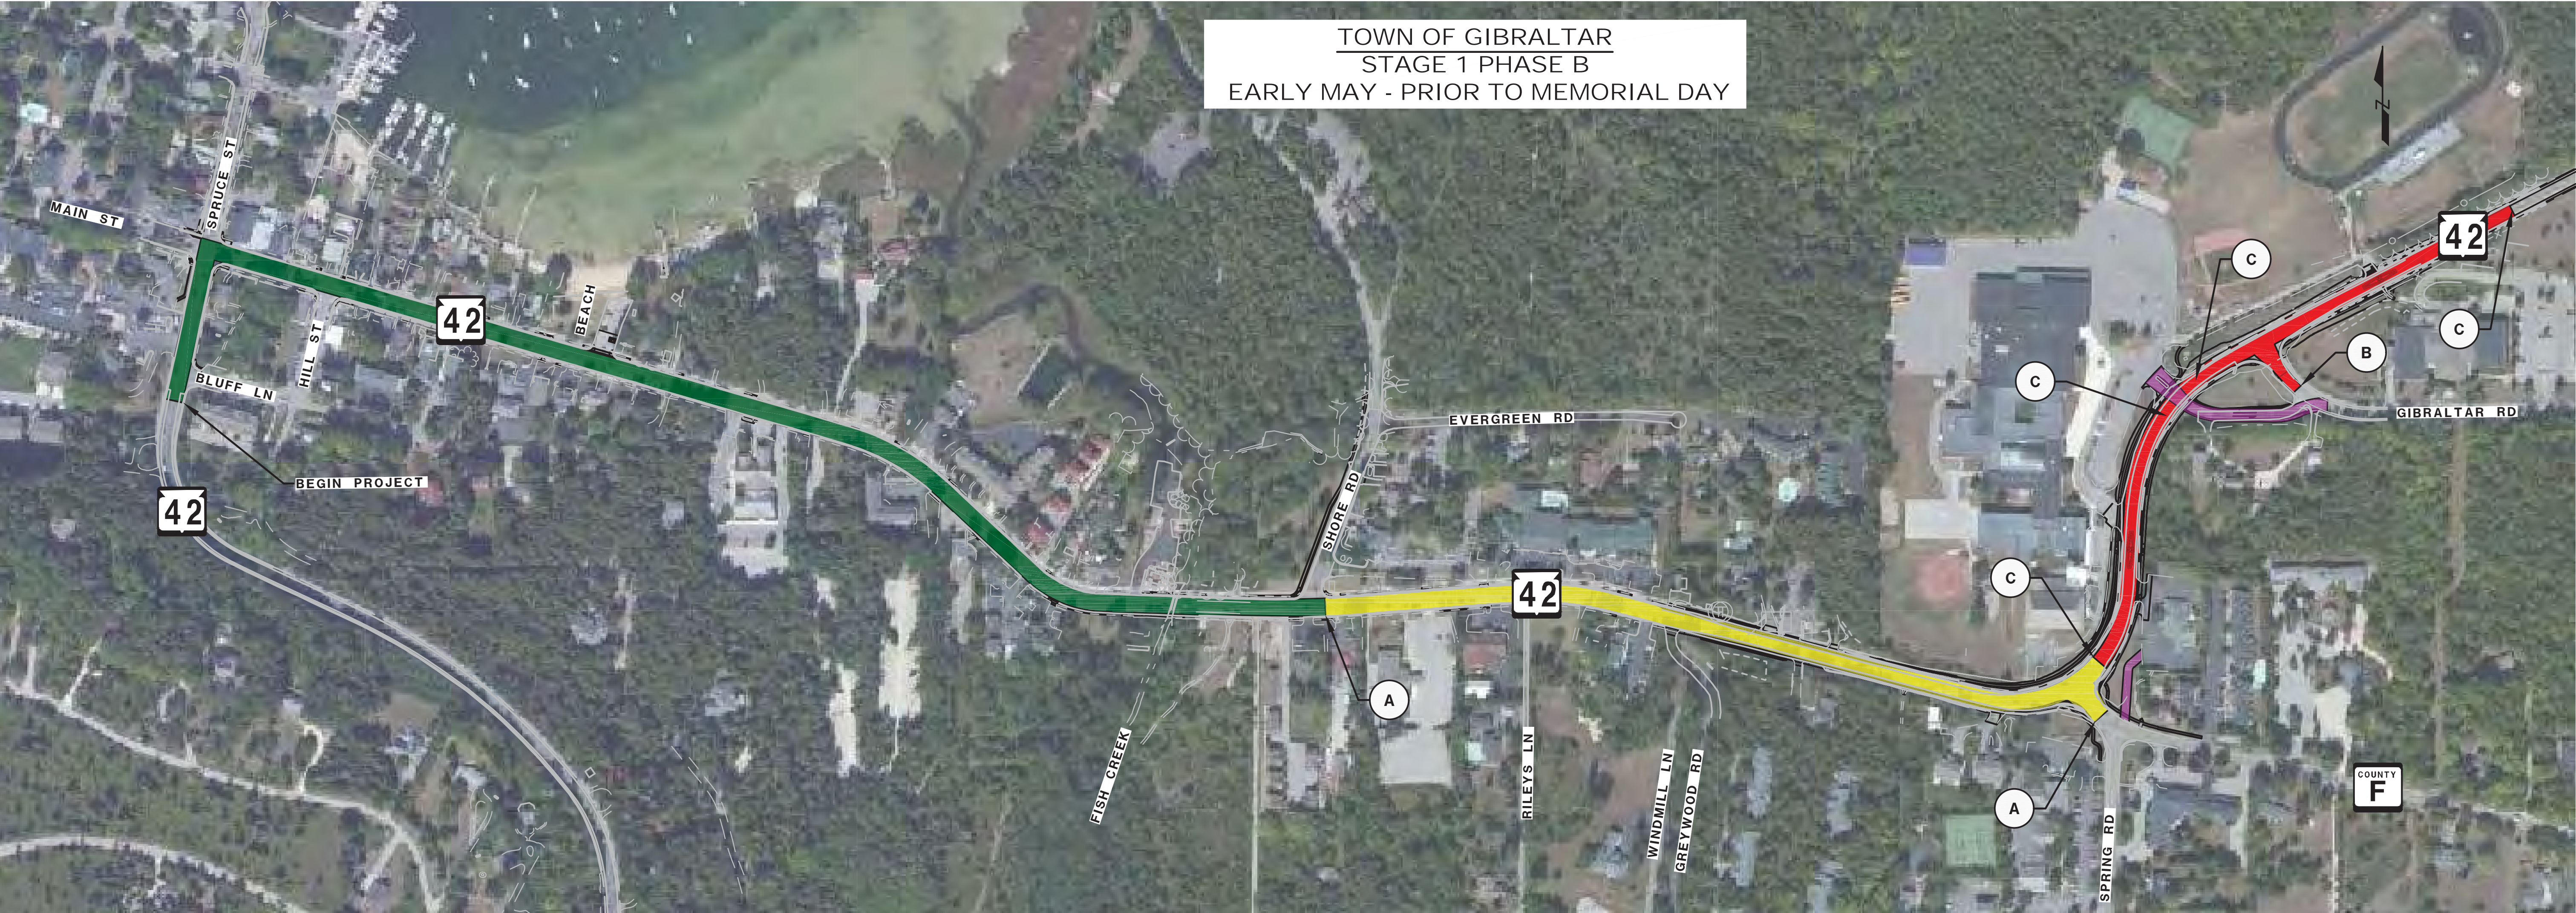 TOWN OF GIBRALTAR
STAGE 1 PHASE B
EARLY MAY - PRIOR TO MEMORIAL DAY
N
MAIN ST
SPRUCE ST
42
C
42
BEACH
HILL ST
BLUFF LN
C
B
C
GIBRALTAR RD
EVERGREEN RD
BEGIN PROJECT
42
SHORE RD
42
C
A
FISH CREEK
RILEYS LN
WINDMILL LN
GREYWOOD RD
A
SPRING RD
COUNTY
F